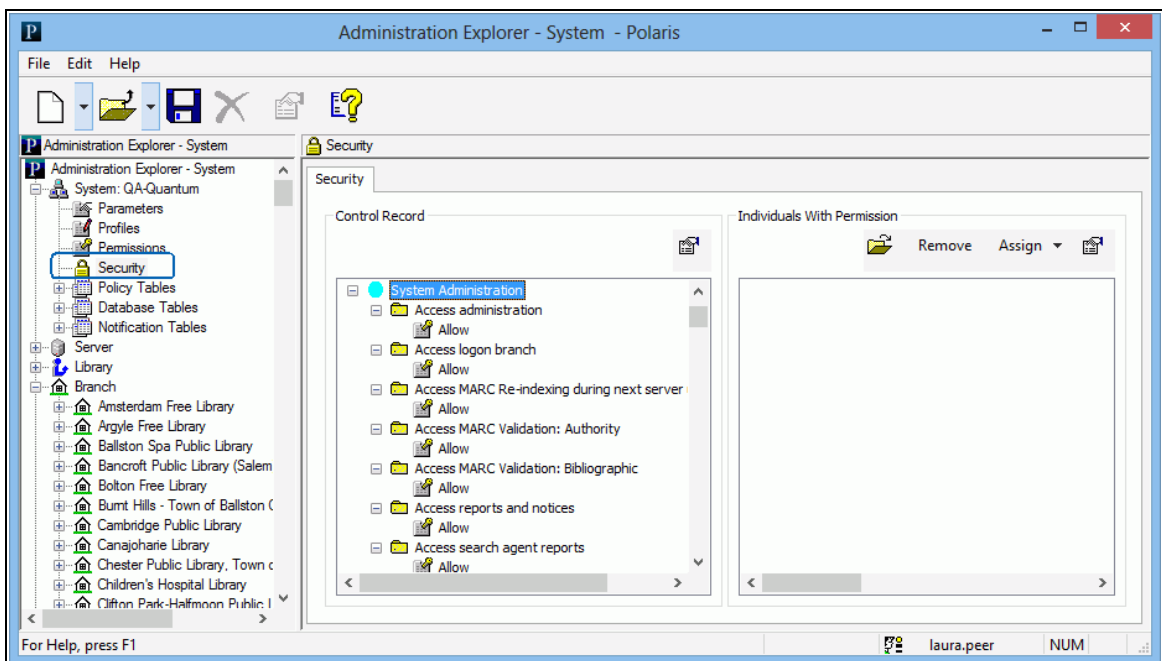 Administration Explorer - System - Polaris
File Edit Help
Administration Explorer - System
Security
Administration Explorer - System
System: QA-Quantum
Parameters
Profiles
Permissions
Security
Policy Tables
Database Tables
Notification Tables
Server
Library
Branch
Amsterdam Free Library
Argyle Free Library
Ballston Spa Public Library
Bancroft Public Library (Salem
Bolton Free Library
Burnt Hills - Town of Ballston
Cambridge Public Library
Canajoharie Library
Chester Public Library, Town
Children's Hospital Library
Clifton Park-Halfmoon Public
Security
Control Record
System Administration
Access administration
Allow
Access logon branch
Allow
Access MARC Re-indexing during next server
Allow
Access MARC Validation: Authority
Allow
Access MARC Validation: Bibliographic
Allow
Access reports and notices
Allow
Access search agent reports
Allow
Individuals With Permission
Remove Assign
For Help, press F1
laura.peer
NUM